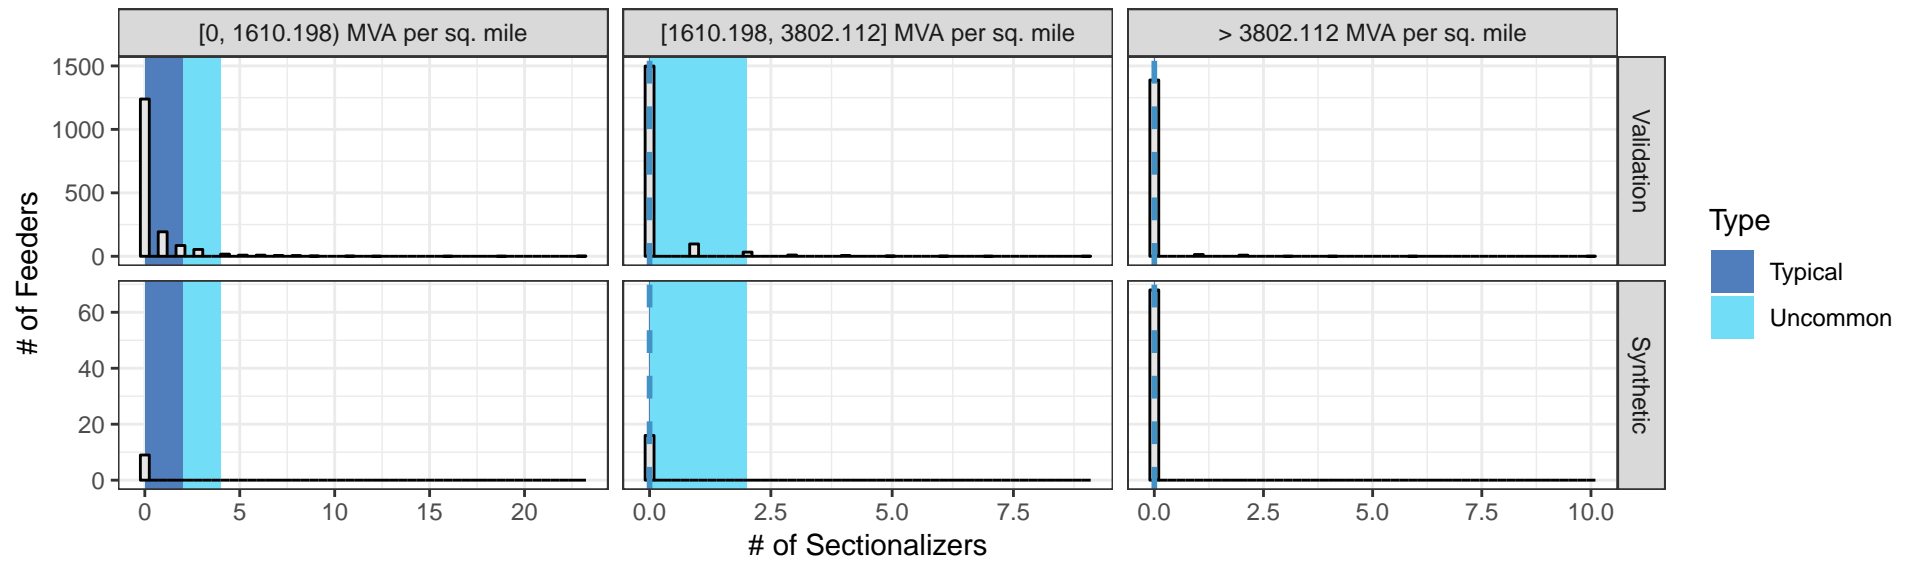 [0, 1610.198) MVA per sq. mile
[1610.198, 3802.112] MVA per sq. mile
> 3802.112 MVA per sq. mile
# of Feeders
1500
1000
500
0
Validation
60
40
20
0
Synthetic
0 5 10 15 20
0.0 2.5 5.0 7.5
0.0 2.5 5.0 7.5 10.0
# of Sectionalizers
Type
Typical
Uncommon